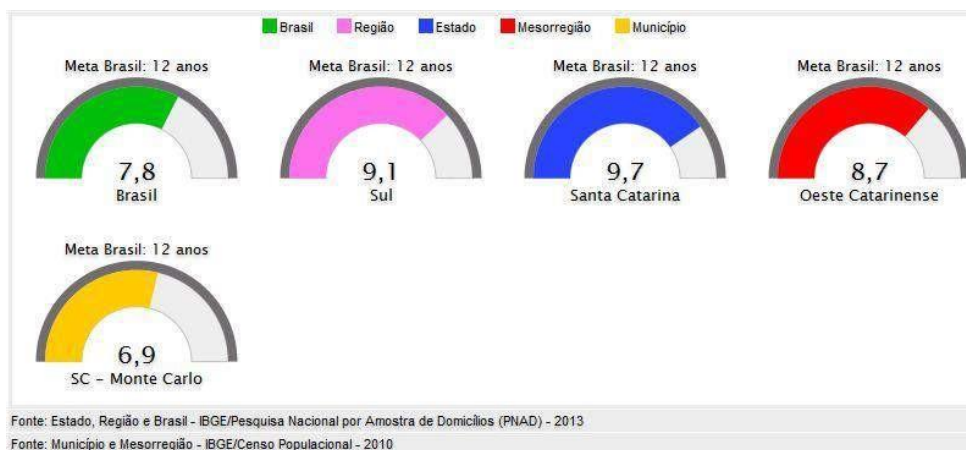 Brasil Região Estado Mesorregião Município
Meta Brasil: 12 anos
7,8
Brasil
Meta Brasil: 12 anos
9,1
Sul
Meta Brasil: 12 anos
9,7
Santa Catarina
Meta Brasil: 12 anos
8,7
Oeste Catarinense
Meta Brasil: 12 anos
6,9
SC – Monte Carlo
Fonte: Estado, Região e Brasil - IBGE/Pesquisa Nacional por Amostra de Domicílios (PNAD) - 2013
Fonte: Município e Mesorregião - IBGE/Censo Populacional - 2010